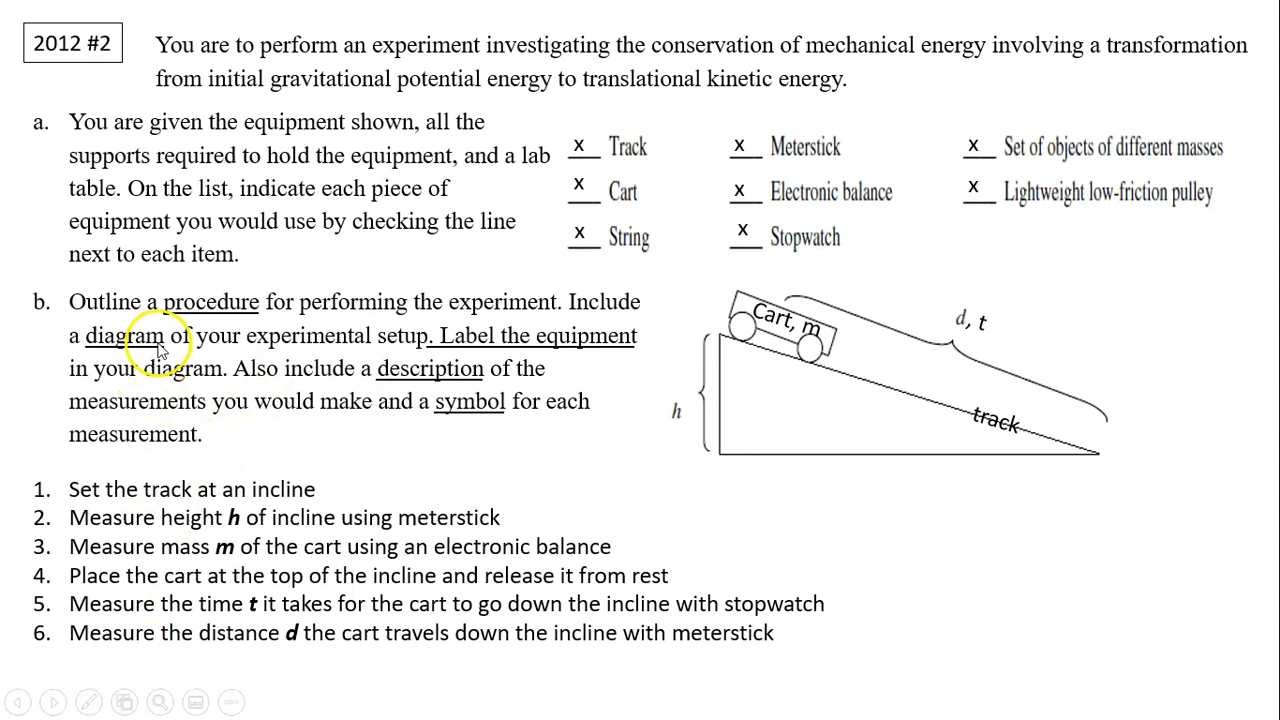 2012 #2
You are to perform an experiment investigating the conservation of mechanical energy involving a transformation
from initial gravitational potential energy to translational kinetic energy.
a. You are given the equipment shown, all the
supports required to hold the equipment, and a lab
table. On the list, indicate each piece of
equipment you would use by checking the line
next to each item.
x Track
x Meterstick
x Set of objects of different masses
x Cart
x Electronic balance
x Lightweight low-friction pulley
x String
x Stopwatch
b. Outline a procedure for performing the experiment. Include
a diagram of your experimental setup. Label the equipment
in your diagram. Also include a description of the
measurements you would make and a symbol for each
measurement.
Cart, m
d, t
h
track
1. Set the track at an incline
2. Measure height h of incline using meterstick
3. Measure mass m of the cart using an electronic balance
4. Place the cart at the top of the incline and release it from rest
5. Measure the time t it takes for the cart to go down the incline with stopwatch
6. Measure the distance d the cart travels down the incline with meterstick